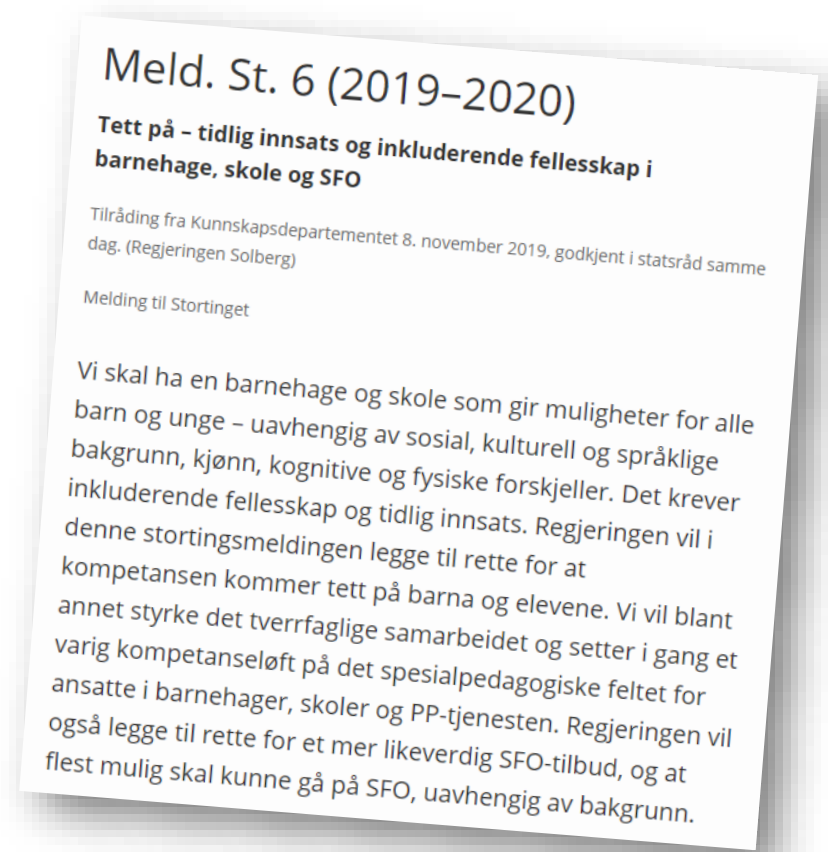 Meld. St. 6 (2019–2020)
Tett på – tidlig innsats og inkluderende fellesskap i
barnehage, skole og SFO
Tilråding fra Kunnskapsdepartementet 8. november 2019, godkjent i statsråd samme
dag. (Regjeringen Solberg)
Melding til Stortinget
Vi skal ha en barnehage og skole som gir muligheter for alle
barn og unge – uavhengig av sosial, kulturell og språklige
bakgrunn, kjønn, kognitive og fysiske forskjeller. Det krever
inkluderende fellesskap og tidlig innsats. Regjeringen vil i
denne stortingsmeldingen legge til rette for at
kompetansen kommer tett på barna og elevene. Vi vil blant
annet styrke det tverrfaglige samarbeidet og setter i gang et
varig kompetanseløft på det spesialpedagogiske feltet for
ansatte i barnehager, skoler og PP-tjenesten. Regjeringen vil
også legge til rette for et mer likeverdig SFO-tilbud, og at
flest mulig skal kunne gå på SFO, uavhengig av bakgrunn.